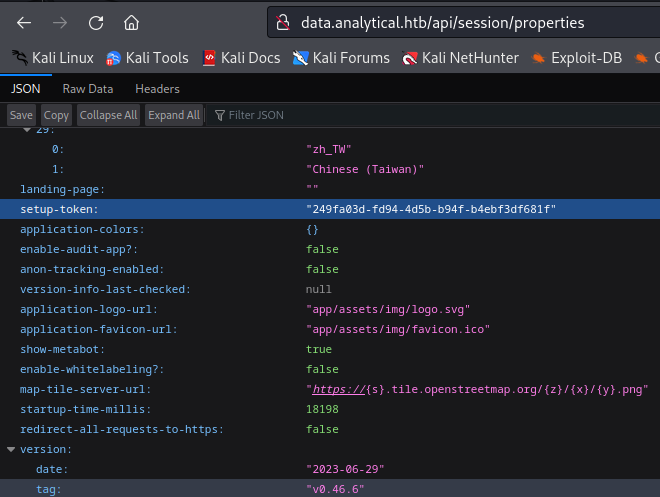 data.analytical.htb/api/session/properties
Kali Linux Kali Tools Kali Docs Kali Forums Kali NetHunter Exploit-DB
JSON Raw Data Headers
Save Copy Collapse All Expand All Filter JSON
29:
0: "zh_TW"
1: "Chinese (Taiwan)"
landing-page: ""
setup-token: "249fa03d-fd94-4d5b-b94f-b4ebf3df681f"
application-colors: {}
enable-audit-app?: false
anon-tracking-enabled: false
version-info-last-checked: null
application-logo-url: "app/assets/img/logo.svg"
application-favicon-url: "app/assets/img/favicon.ico"
show-metabot: true
enable-whitelabeling?: false
map-tile-server-url: "https://{s}.tile.openstreetmap.org/{z}/{x}/{y}.png"
startup-time-millis: 18198
redirect-all-requests-to-https: false
version:
date: "2023-06-29"
tag: "v0.46.6"